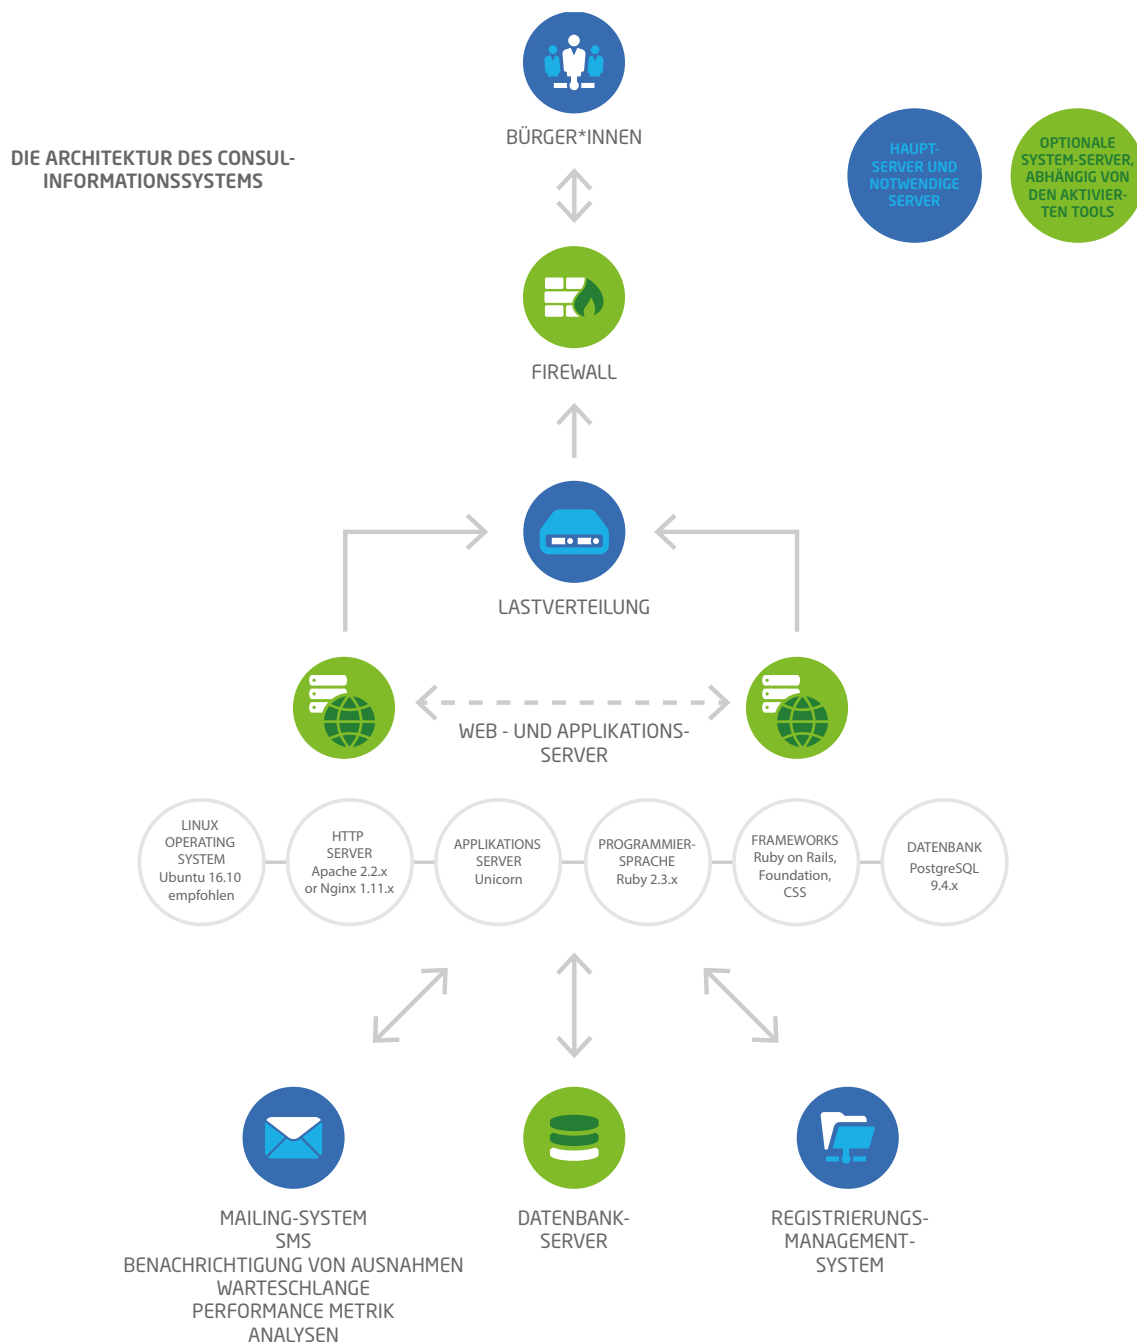 BÜRGER*INNEN
DIE ARCHITEKTUR DES CONSUL-
INFORMATIONSSYSTEMS
HAUPT-
SERVER UND
NOTWENDIGE
SERVER
OPTIONALE
SYSTEM-SERVER,
ABHÄNGIG VON
DEN AKTIVIER-
TEN TOOLS
FIREWALL
LASTVERTEILUNG
WEB - UND APPLIKATIONS-
SERVER
LINUX
OPERATING
SYSTEM
Ubuntu 16.10
empfohlen
HTTP
SERVER
Apache 2.2.x
or Nginx 1.11.x
APPLIKATIONS
SERVER
Unicorn
PROGRAMMIER-
SPRACHE
Ruby 2.3.x
FRAMEWORKS
Ruby on Rails,
Foundation,
CSS
DATENBANK
PostgreSQL
9.4.x
MAILING-SYSTEM
SMS
BENACHRICHTIGUNG VON AUSNAHMEN
WARTESCHLANGE
PERFORMANCE METRIK
ANALYSEN
DATENBANK-
SERVER
REGISTRIERUNGS-
MANAGEMENT-
SYSTEM